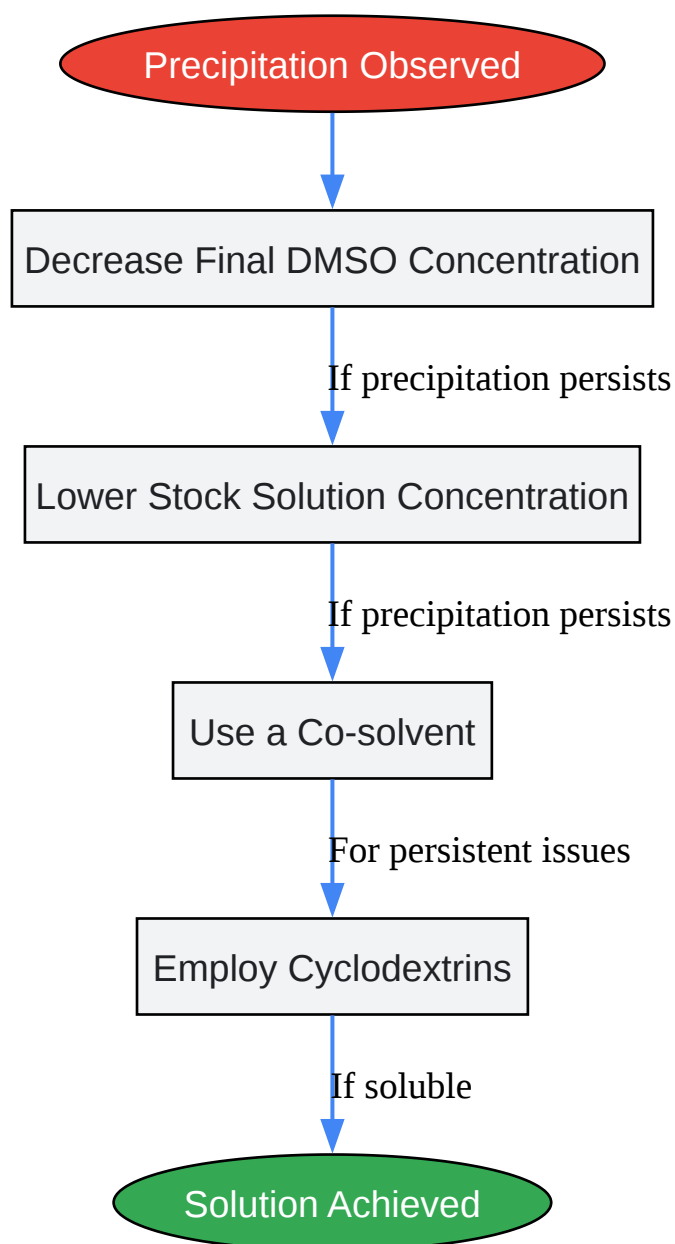 Precipitation Observed
Decrease Final DMSO Concentration
If precipitation persists
Lower Stock Solution Concentration
If precipitation persists
Use a Co-solvent
For persistent issues
Employ Cyclodextrins
If soluble
Solution Achieved